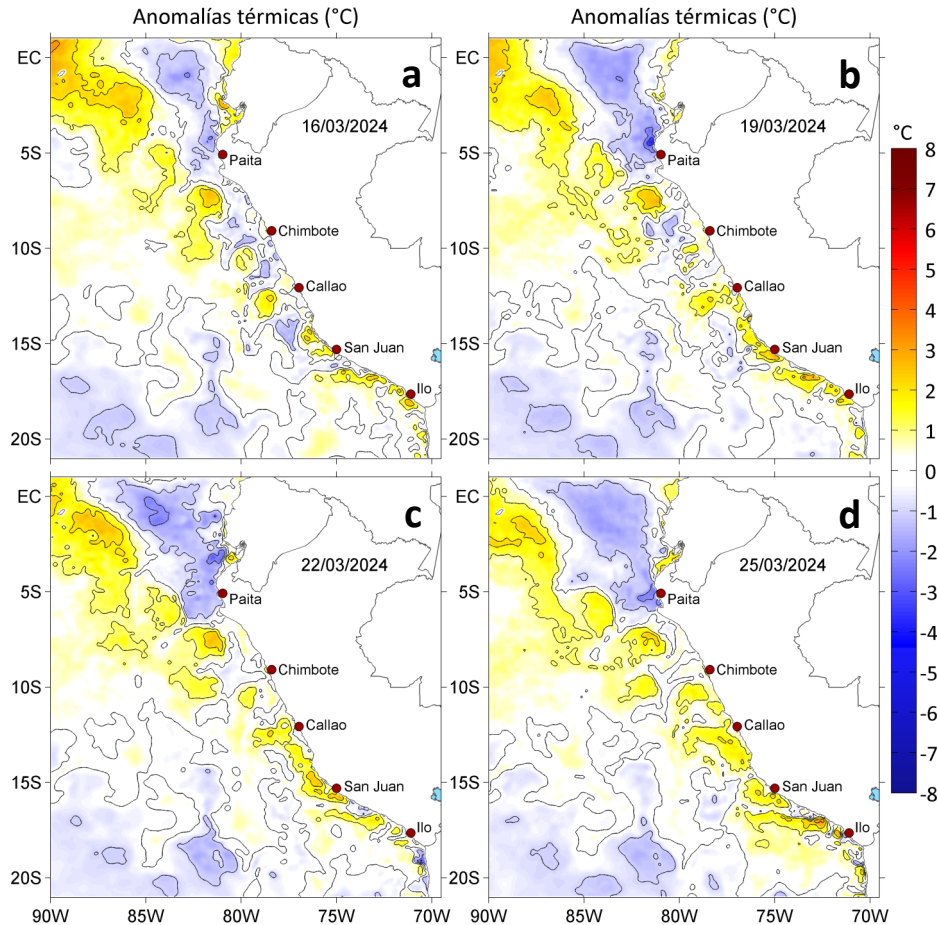 Anomalías térmicas (°C)
Anomalías térmicas (°C)
EC
5S
10S
15S
20S
a
16/03/2024
Paita
Chimbote
Callao
San Juan
Ilo
EC
5S
10S
15S
20S
b
19/03/2024
Paita
Chimbote
Callao
San Juan
Ilo
°C
8
7
6
5
4
3
2
1
0
-1
-2
-3
-4
-5
-6
-7
-8
EC
5S
10S
15S
20S
c
22/03/2024
Paita
Chimbote
Callao
San Juan
Ilo
90W
85W
80W
75W
70W
EC
5S
10S
15S
20S
d
25/03/2024
Paita
Chimbote
Callao
San Juan
Ilo
90W
85W
80W
75W
70W